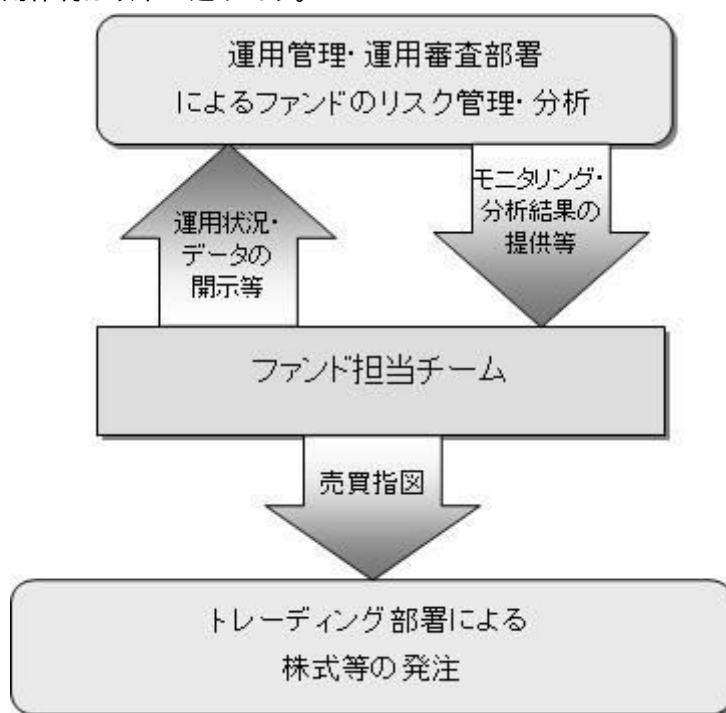 運用管理・運用審査部署
によるファンドのリスク管理・分析
運用状況・
データの
開示等
モニタリング・
分析結果の
提供等
ファンド担当チーム
売買指図
トレーディング部署による
株式等の発注